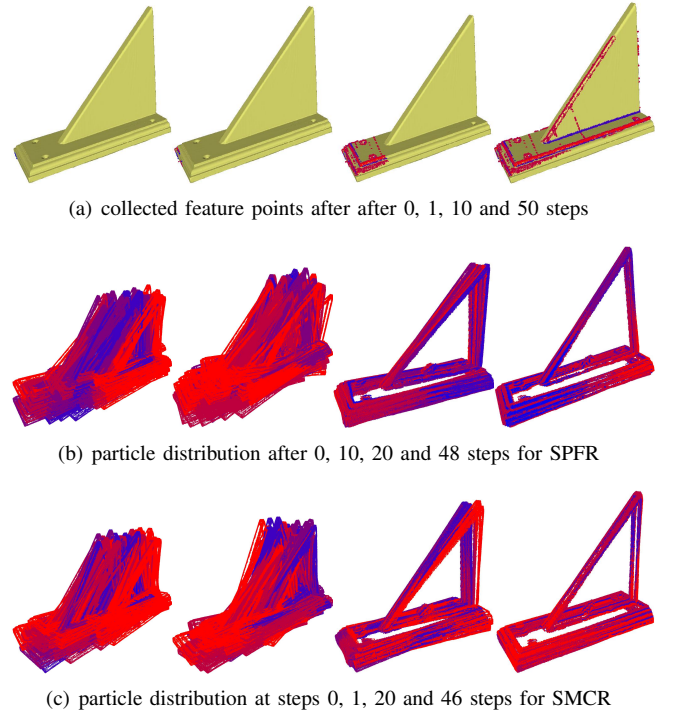 (a) collected feature points after after 0, 1, 10 and 50 steps
(b) particle distribution after 0, 10, 20 and 48 steps for SPFR
(c) particle distribution at steps 0, 1, 20 and 46 steps for SMCR